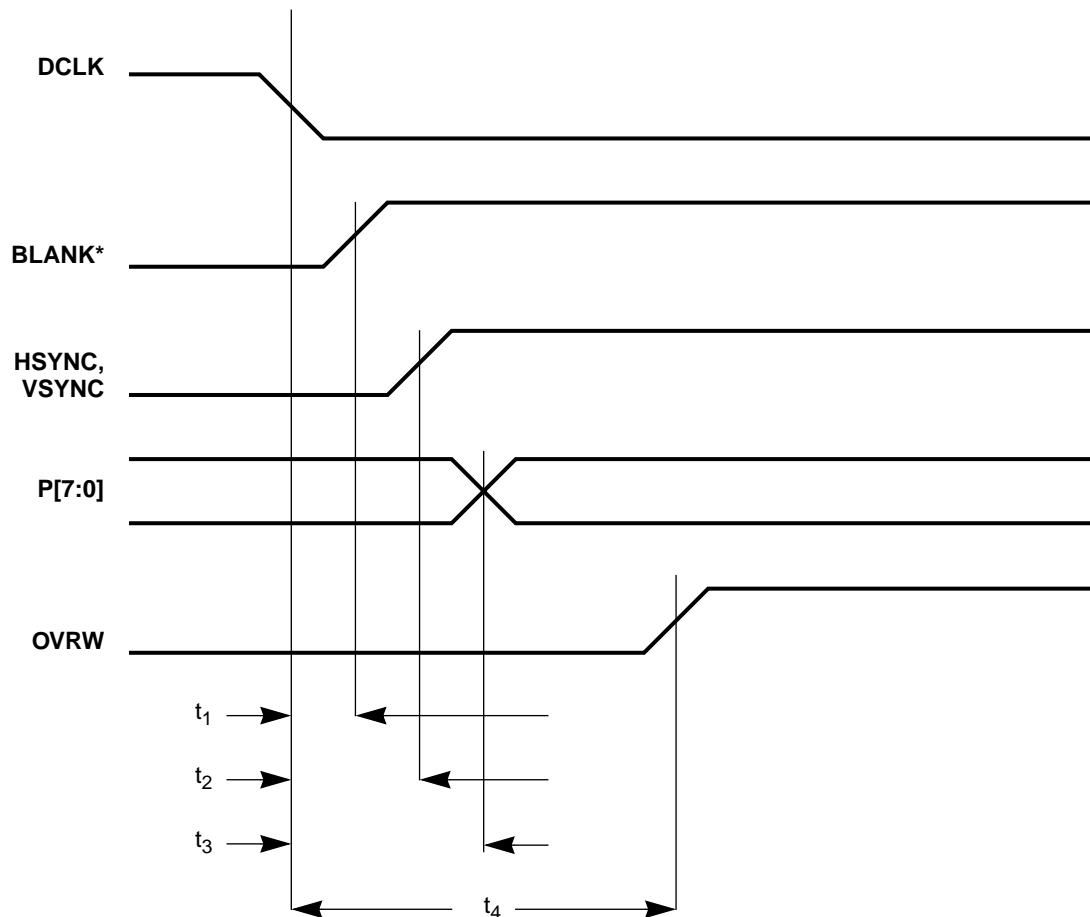 DCLK
BLANK*
HSYNC,
VSYNC
P[7:0]
OVRW
t1
t2
t3
t4